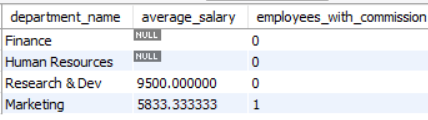 department_name average_salary employees_with_commission
Finance NULL 0
Human Resources NULL 0
Research & Dev 9500.000000 0
Marketing 5833.333333 1